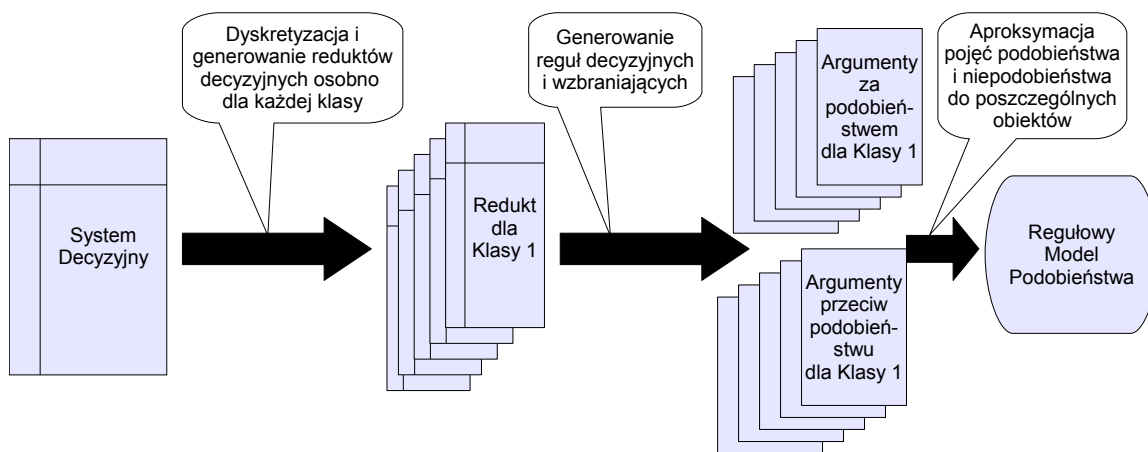 Dyskretyzacja i
generowanie reduktów
decyzyjnych osobno
dla każdej klasy
Generowanie
reguł decyzyjnych
i wzbraniających
Argumenty
za
podobień-
stwem
dla Klasy 1
Aproksymacja
pojęć podobieństwa
i niepodobieństwa
do poszczególnych
obiektów
System
Decyzyjny
Redukt
dla
Klasy 1
Argumenty
przeciw
podobień-
stwu
dla Klasy 1
Regułowy
Model
Podobieństwa